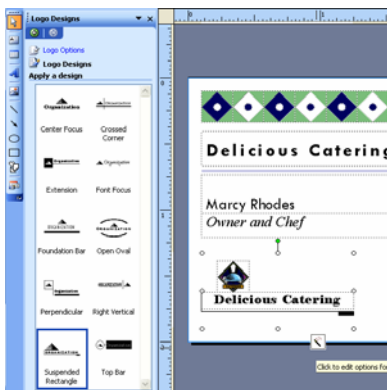 Logo Designs
Logo Options
Logo Designs
Apply a design
Center Focus
Crossed Corner
Extension
Font Focus
Foundation Bar
Open Oval
Perpendicular
Right Vertical
Suspended Rectangle
Top Bar
Delicious Catering
Marcy Rhodes
Owner and Chef
Delicious Catering
Click to edit options fo